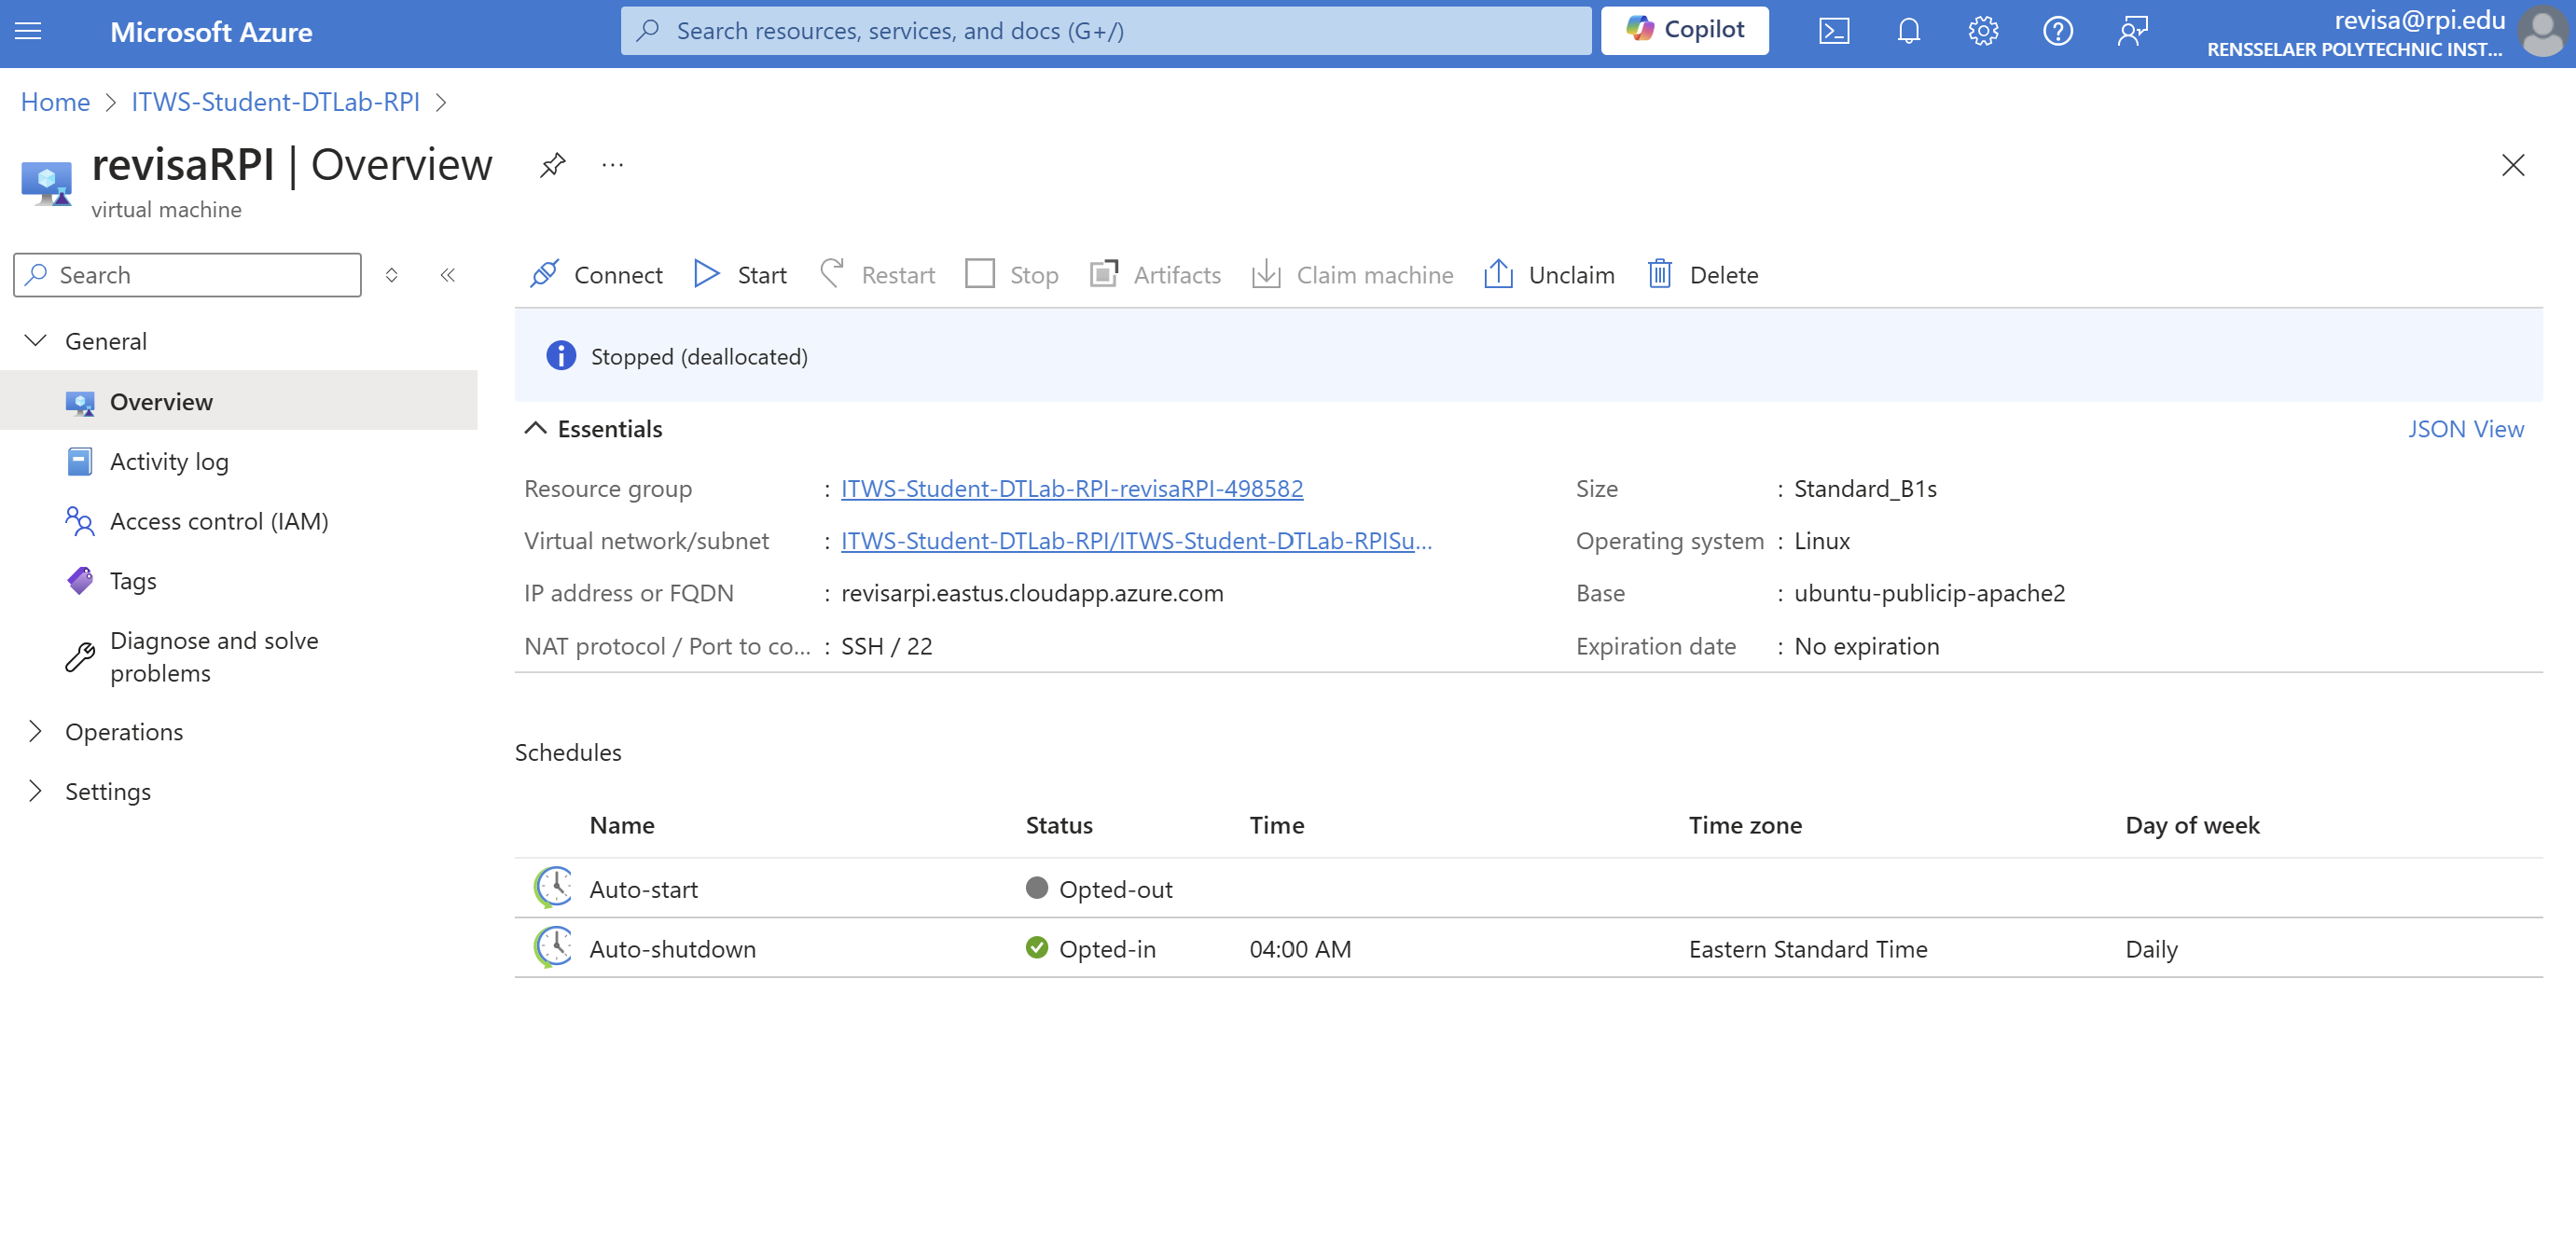 Microsoft Azure
Search resources, services, and docs (G+/)
Copilot
revisa@rpi.edu
RENSSELAER POLYTECHNIC INST...
Home > ITWS-Student-DTLab-RPI >
revisaRPI | Overview
virtual machine
Search
Connect Start Restart Stop Artifacts Claim machine Unclaim Delete
General
Overview
Activity log
Access control (IAM)
Tags
Diagnose and solve
problems
Operations
Settings
Stopped (deallocated)
Essentials
JSON View
Resource group : ITWS-Student-DTLab-RPI-revisaRPI-498582
Virtual network/subnet : ITWS-Student-DTLab-RPI/ITWS-Student-DTLab-RPISu...
IP address or FQDN : revisarpi.eastus.cloudapp.azure.com
NAT protocol / Port to co... : SSH / 22
Size : Standard_B1s
Operating system : Linux
Base : ubuntu-publicip-apache2
Expiration date : No expiration
Schedules
Name Status Time Time zone Day of week
Auto-start Opted-out
Auto-shutdown Opted-in 04:00 AM Eastern Standard Time Daily